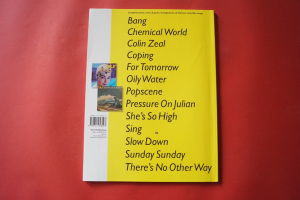 Bang
Chemical World
Colin Zeal
Coping
For Tomorrow
Oily Water
Popscene
Pressure On Julian
She's So High
Sing
Slow Down
Sunday Sunday
There's No Other Way